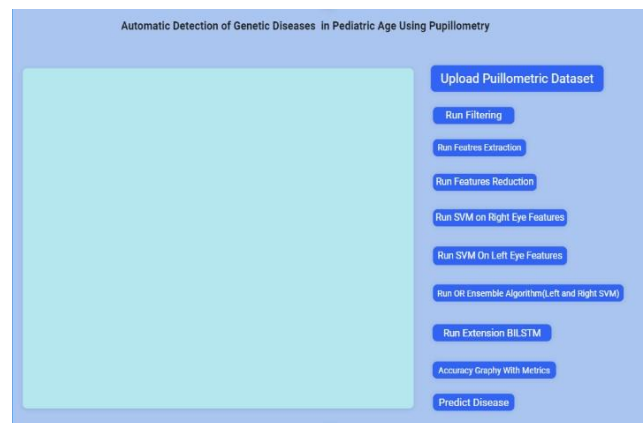 Automatic Detection of Genetic Diseases in Pediatric Age Using Pupillometry
Upload Puillometric Dataset
Run Filtering
Run Featres Extraction
Run Features Reduction
Run SVM on Right Eye Features
Run SVM On Left Eye Features
Run OR Ensemble Algorithm(Left and Right SVM)
Run Extension BILSTM
Accuracy Graphy With Metrics
Predict Disease